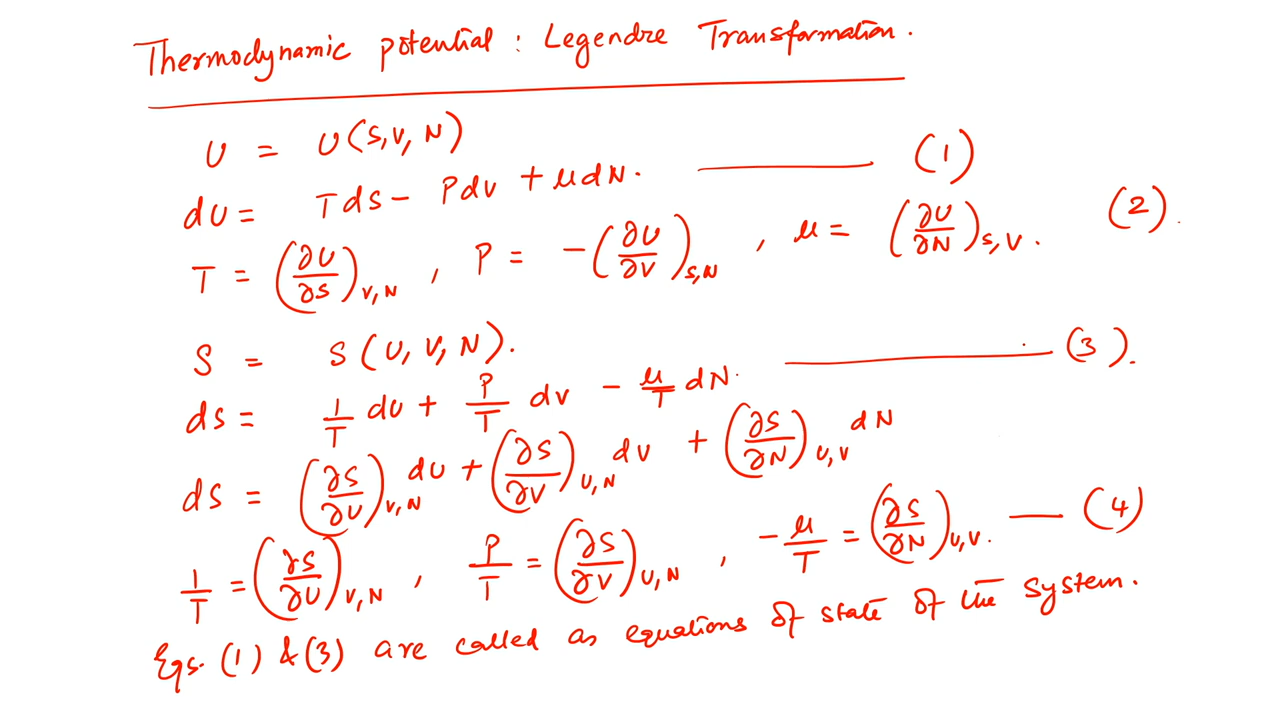 Thermodynamic potential : Legendre Transformation.
U = U(S,V,N)
dU = TdS - PdV + μdN. ——— (1)
T = (∂U/∂S)_{V,N} , P = -(∂U/∂V)_{S,N} , μ = (∂U/∂N)_{S,V}. (2).
S = S(U,V,N).
dS = 1/T dU + P/T dV - μ/T dN. ——— (3).
dS = (∂S/∂U)_{V,N} dU + (∂S/∂V)_{U,N} dV + (∂S/∂N)_{U,V} dN
1/T = (∂S/∂U)_{V,N} , P/T = (∂S/∂V)_{U,N} , -μ/T = (∂S/∂N)_{U,V}. — (4)
Eqs. (1) & (3) are called as equations of state of the system.